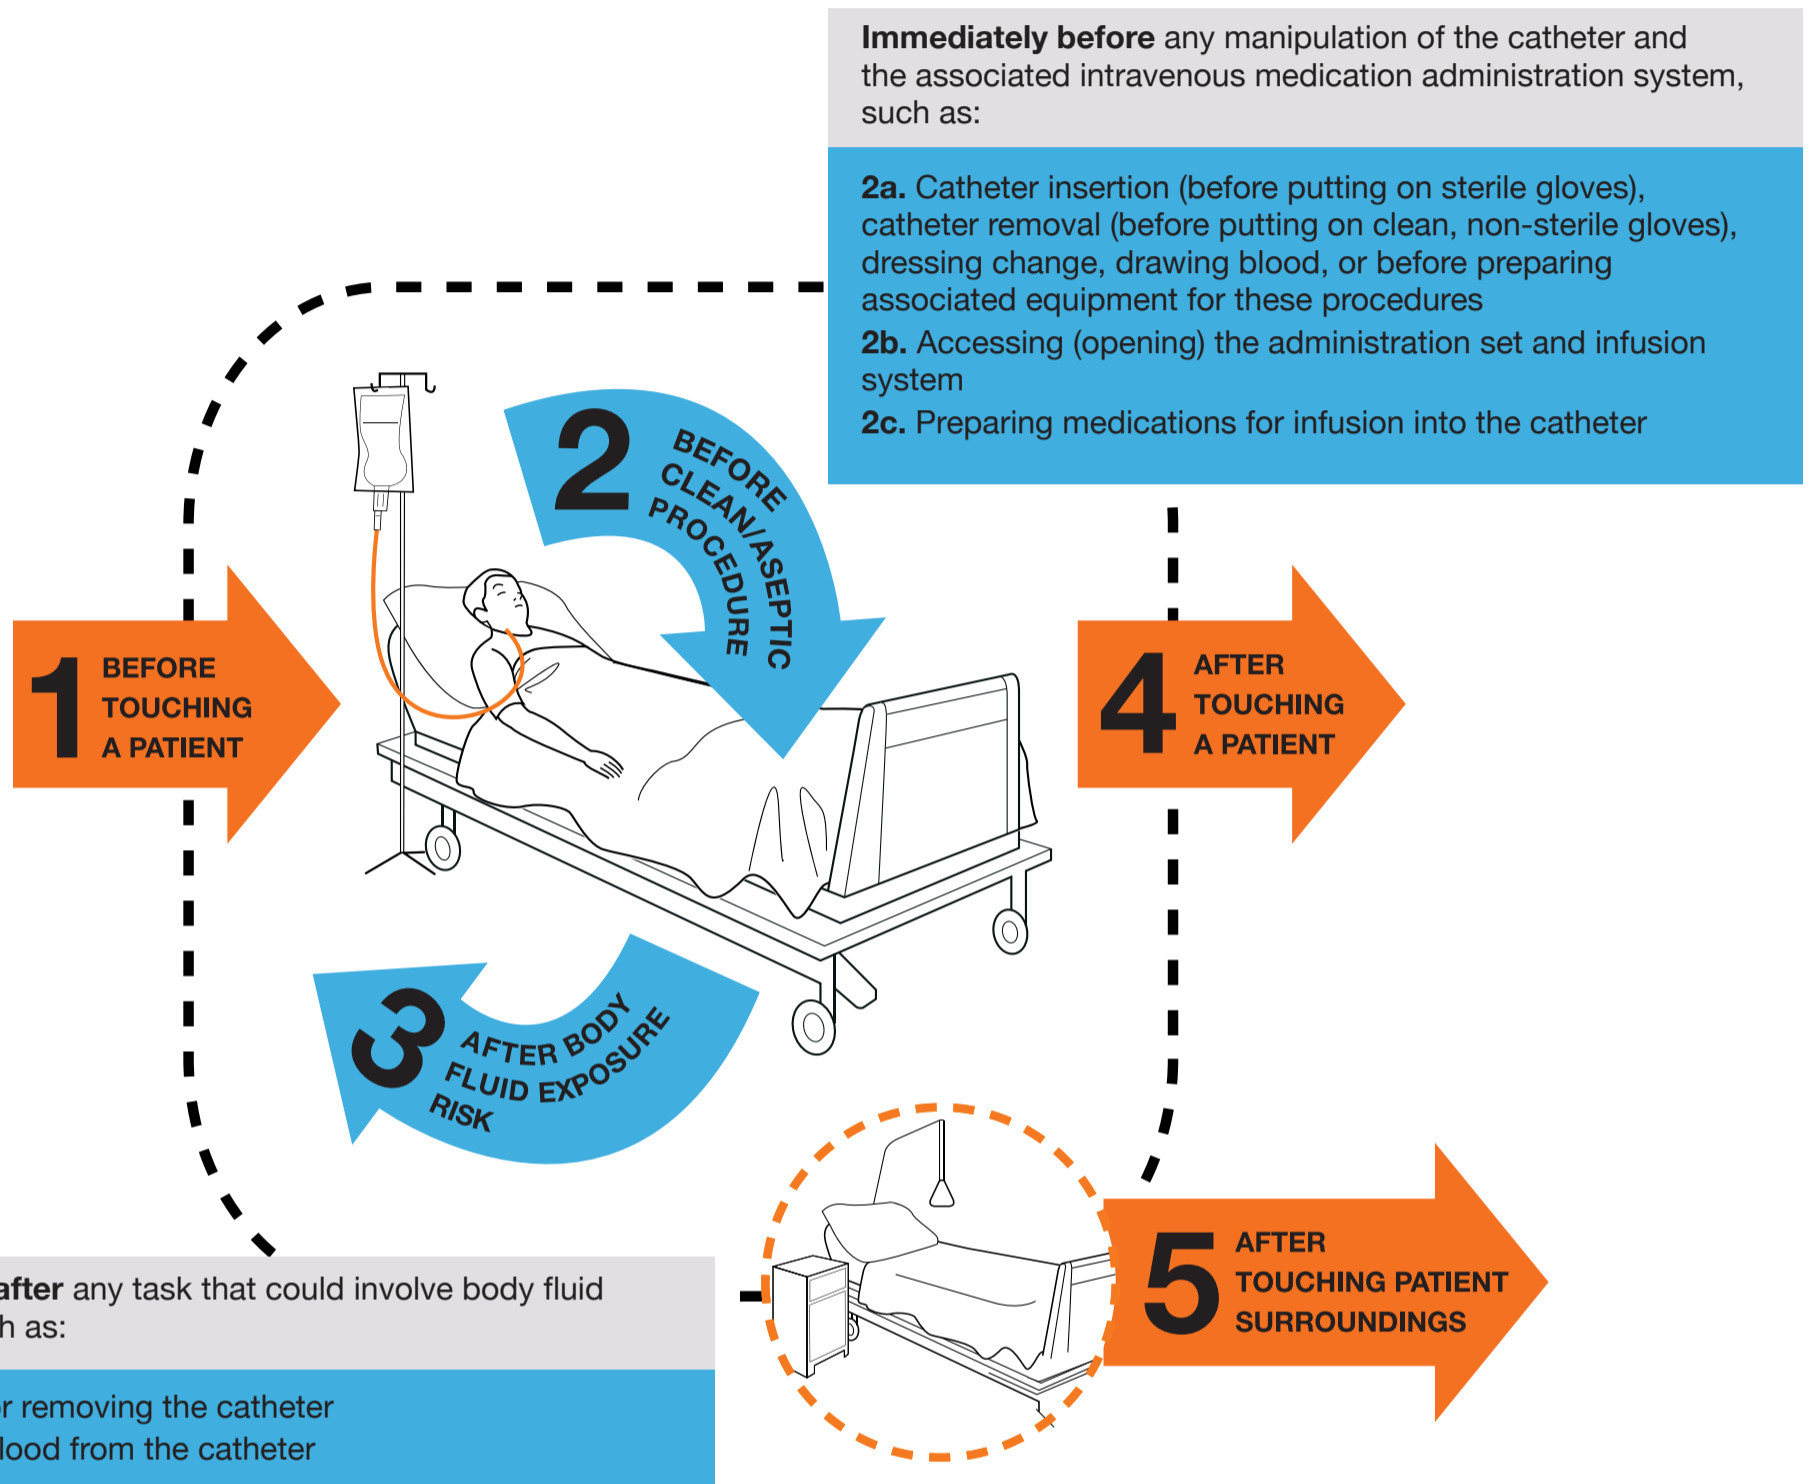 Immediately before any manipulation of the catheter and
the associated intravenous medication administration system,
such as:
2a. Catheter insertion (before putting on sterile gloves),
catheter removal (before putting on clean, non-sterile gloves),
dressing change, drawing blood, or before preparing
associated equipment for these procedures
2b. Accessing (opening) the administration set and infusion
system
2c. Preparing medications for infusion into the catheter
1 BEFORE
TOUCHING
A PATIENT
2 BEFORE
CLEAN/ASEPTIC
PROCEDURE
3 AFTER BODY
FLUID EXPOSURE
RISK
4 AFTER
TOUCHING
A PATIENT
5 AFTER
TOUCHING PATIENT
SURROUNDINGS
after any task that could involve body fluid
as:
removing the catheter
from the catheter